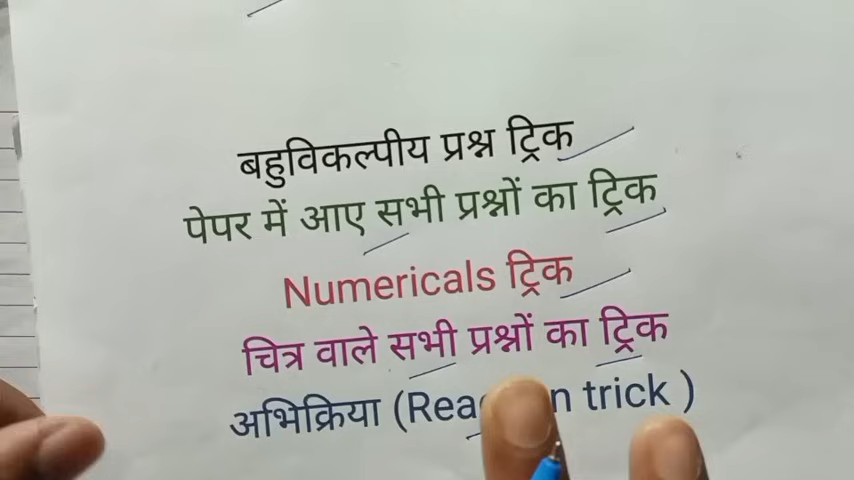 बहुविकल्पीय प्रश्न ट्रिक
पेपर में आए सभी प्रश्नों का ट्रिक
Numericals ट्रिक
चित्र वाले सभी प्रश्नों का ट्रिक
अभिक्रिया ( trick )